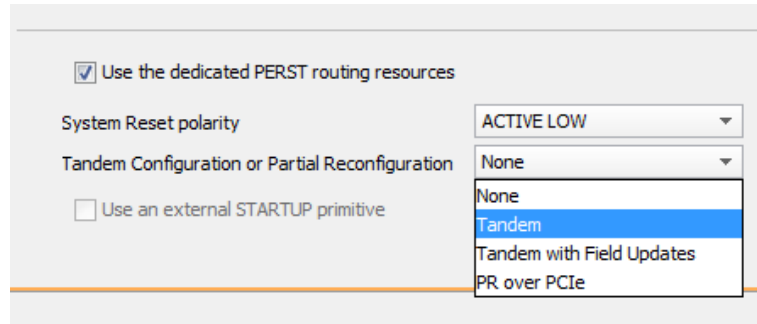 Use the dedicated PERST routing resources
System Reset polarity
ACTIVE LOW
Tandem Configuration or Partial Reconfiguration
None
Use an external STARTUP primitive
None
Tandem
Tandem with Field Updates
PR over PCIe